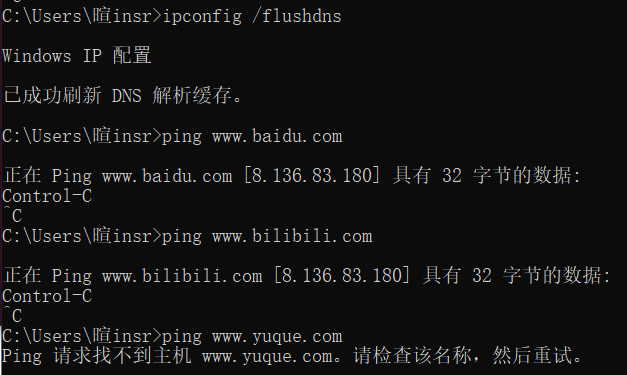 C:\Users\暄insr>ipconfig /flushdns
Windows IP 配置
已成功刷新 DNS 解析缓存。
C:\Users\暄insr>ping www.baidu.com
正在 Ping www.baidu.com [8.136.83.180] 具有 32 字节的数据:
Control-C
^C
C:\Users\暄insr>ping www.bilibili.com
正在 Ping www.bilibili.com [8.136.83.180] 具有 32 字节的数据:
Control-C
^C
C:\Users\暄insr>ping www.yuque.com
Ping 请求找不到主机 www.yuque.com。请检查该名称，然后重试。